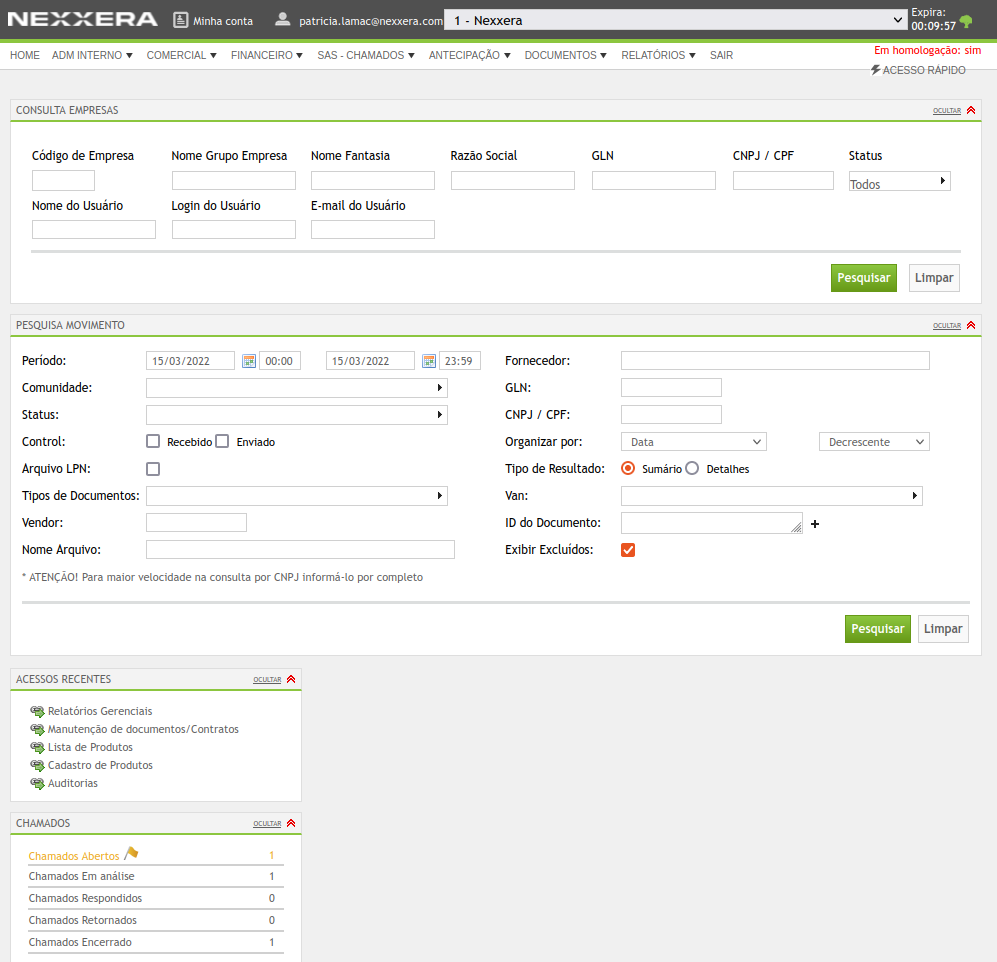 NEXXERA Minha conta patricia.lamac@nexxera.com 1 - Nexxera Expira:
00:09:57
Em homologação: sim
HOME ADM INTERNO COMERCIAL FINANCEIRO SAS - CHAMADOS ANTECIPAÇÃO DOCUMENTOS RELATÓRIOS SAIR
ACESSO RÁPIDO
CONSULTA EMPRESAS OCULTAR
Código de Empresa Nome Grupo Empresa Nome Fantasia Razão Social GLN CNPJ / CPF Status
Todos
Nome do Usuário Login do Usuário E-mail do Usuário
Pesquisar Limpar
PESQUISA MOVIMENTO OCULTAR
Período: 15/03/2022 00:00 15/03/2022 23:59 Fornecedor:
Comunidade: GLN:
Status: CNPJ / CPF:
Control: Recebido Enviado Organizar por: Data Decrescente
Arquivo LPN: Tipo de Resultado: Sumário Detalhes
Tipos de Documentos: Van:
Vendor: ID do Documento: +
Nome Arquivo: Exibir Excluídos:
* ATENÇÃO! Para maior velocidade na consulta por CNPJ informá-lo por completo
Pesquisar Limpar
ACESSOS RECENTES OCULTAR
Relatórios Gerenciais
Manutenção de documentos/Contratos
Lista de Produtos
Cadastro de Produtos
Auditorias
CHAMADOS OCULTAR
Chamados Abertos 1
Chamados Em análise 1
Chamados Respondidos 0
Chamados Retornados 0
Chamados Encerrado 1